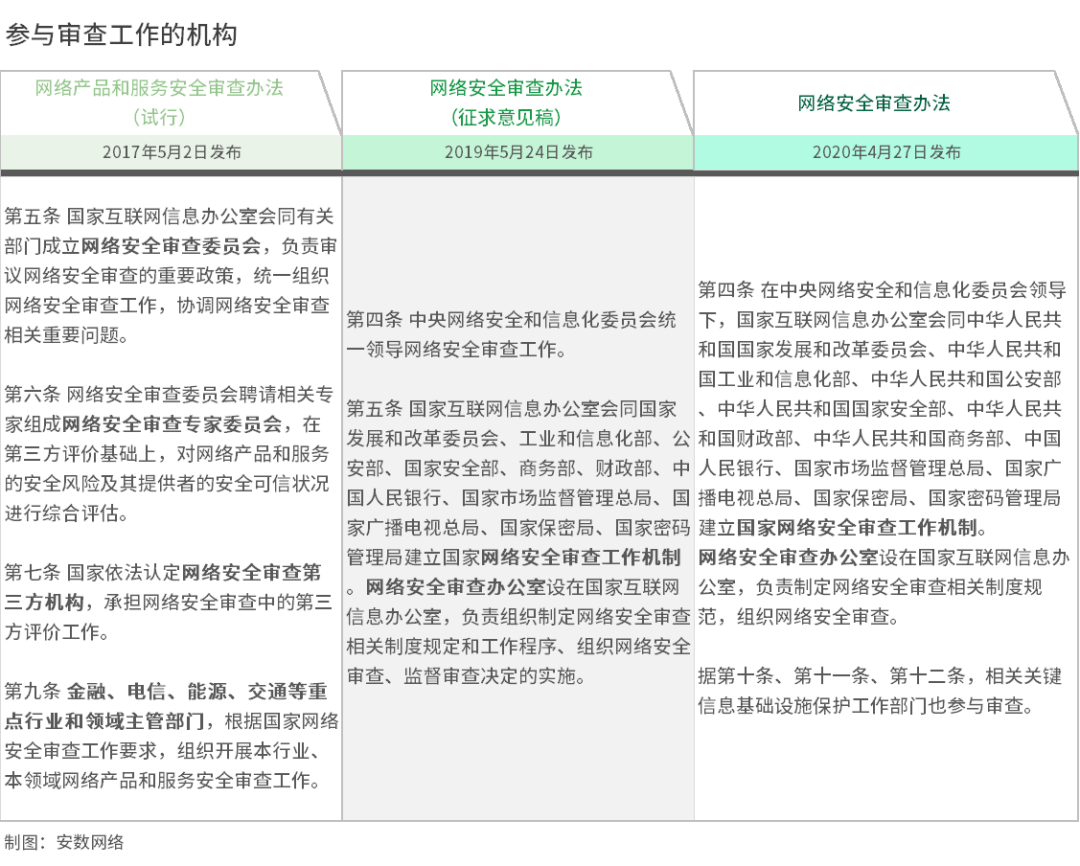 参与审查工作的机构
网络产品和服务安全审查办法
（试行）
2017年5月2日发布
第五条 国家互联网信息办公室会同有关
部门成立网络安全审查委员会，负责审
议网络安全审查的重要政策，统一组织
网络安全审查工作，协调网络安全审查
相关重要问题。
第六条 网络安全审查委员会聘请相关专
家组成网络安全审查专家委员会，在
第三方评价基础上，对网络产品和服务
的安全风险及其提供者的安全可信状况
进行综合评估。
第七条 国家依法认定网络安全审查第
三方机构，承担网络安全审查中的第三
方评价工作。
第九条 金融、电信、能源、交通等重
点行业和领域主管部门，根据国家网络
安全审查工作要求，组织开展本行业、
本领域网络产品和服务安全审查工作。
网络安全审查办法
（征求意见稿）
2019年5月24日发布
第四条 中央网络安全和信息化委员会统
一领导网络安全审查工作。
第五条 国家互联网信息办公室会同国家
发展和改革委员会、工业和信息化部、公
安部、国家安全部、商务部、财政部、中
国人民银行、国家市场监督管理总局、国
家广播电视总局、国家保密局、国家密码
管理局建立国家网络安全审查工作机制
。网络安全审查办公室设在国家互联网
信息办公室，负责组织制定网络安全审查
相关制度规定和工作程序、组织网络安全
审查、监督审查决定的实施。
网络安全审查办法
2020年4月27日发布
第四条 在中央网络安全和信息化委员会领导
下，国家互联网信息办公室会同中华人民共
和国国家发展和改革委员会、中华人民共和
国工业和信息化部、中华人民共和国公安部
、中华人民共和国国家安全部、中华人民共
和国财政部、中华人民共和国商务部、中国
人民银行、国家市场监督管理总局、国家广
播电视总局、国家保密局、国家密码管理局
建立国家网络安全审查工作机制。
网络安全审查办公室设在国家互联网信息办
公室，负责制定网络安全审查相关制度规
范，组织网络安全审查。
据第十条、第十一条、第十二条，相关关键
信息基础设施保护工作部门也参与审查。
制图：安数网络